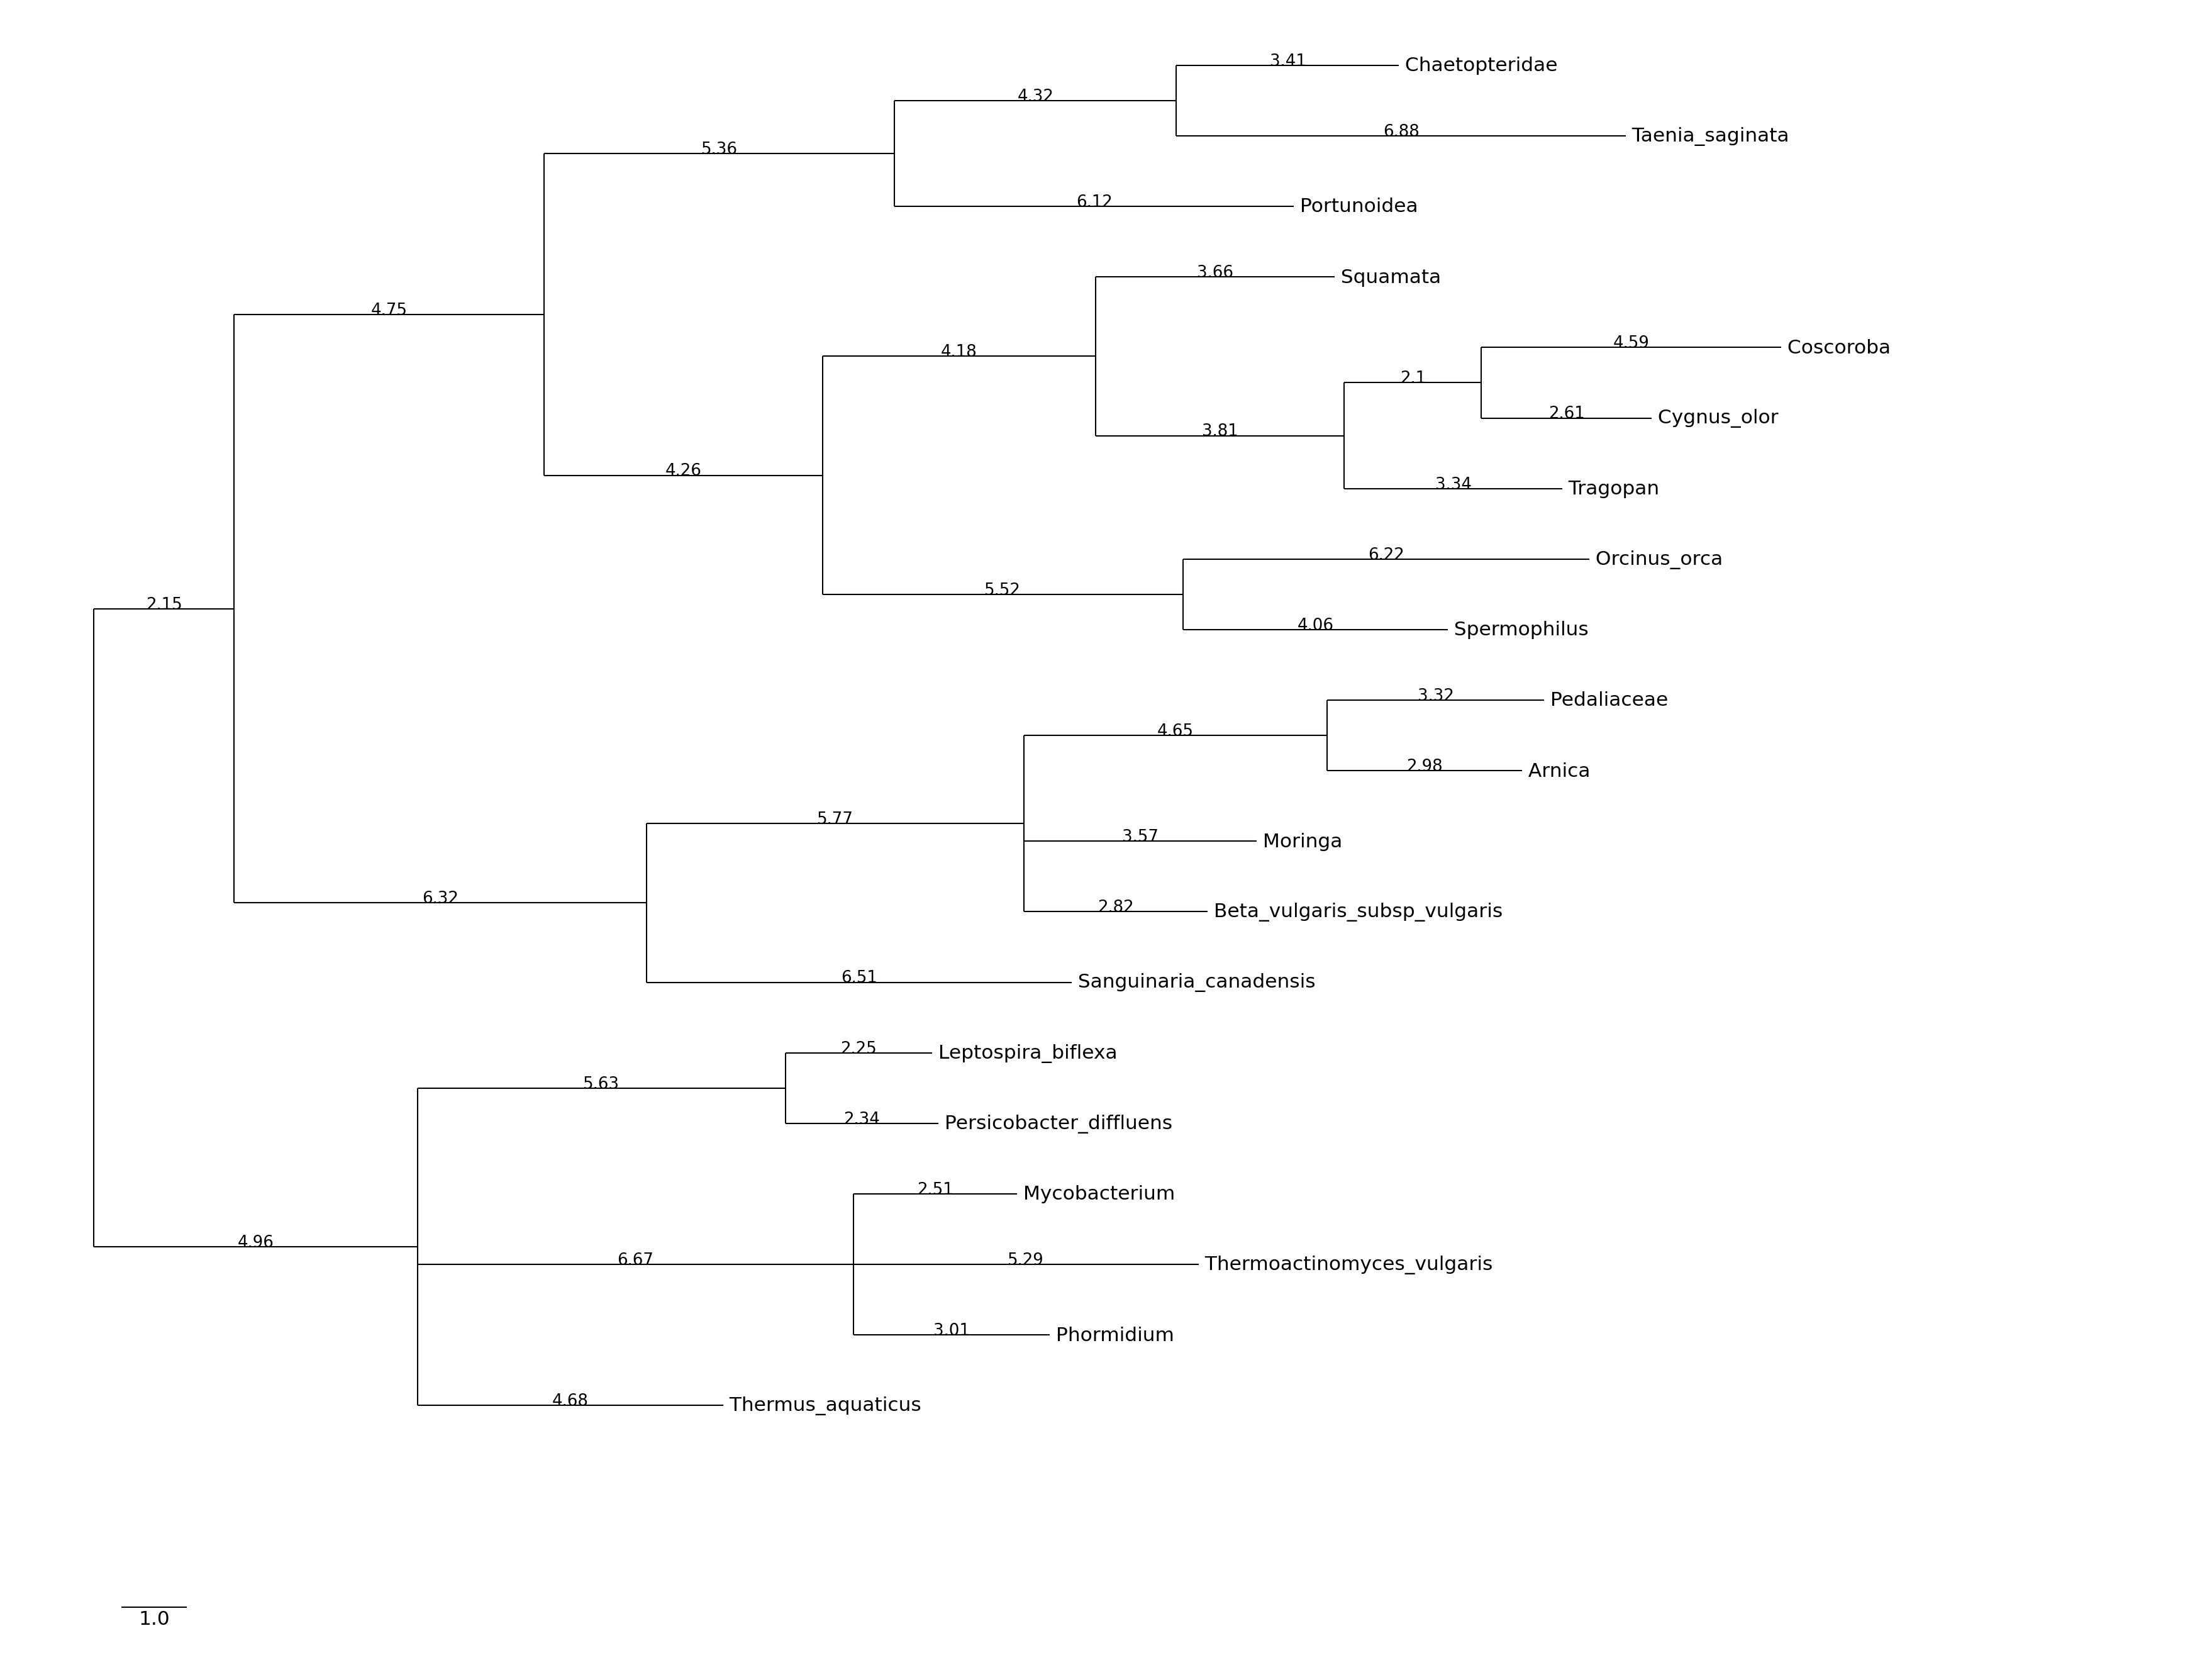 3.41 Chaetopteridae
4.32
6.88 Taenia_saginata
5.36
6.12 Portunoidea
3.66 Squamata
4.75
4.59 Coscoroba
4.18
2.1
2.61 Cygnus_olor
3.81
4.26
3.34 Tragopan
6.22 Orcinus_orca
5.52
2.15
4.06 Spermophilus
3.32 Pedaliaceae
4.65
2.98 Arnica
5.77
3.57 Moringa
6.32
2.82 Beta_vulgaris_subsp_vulgaris
6.51 Sanguinaria_canadensis
2.25 Leptospira_biflexa
5.63
2.34 Persicobacter_diffluens
2.51 Mycobacterium
4.96
6.67 5.29 Thermoactinomyces_vulgaris
3.01 Phormidium
4.68 Thermus_aquaticus
1.0